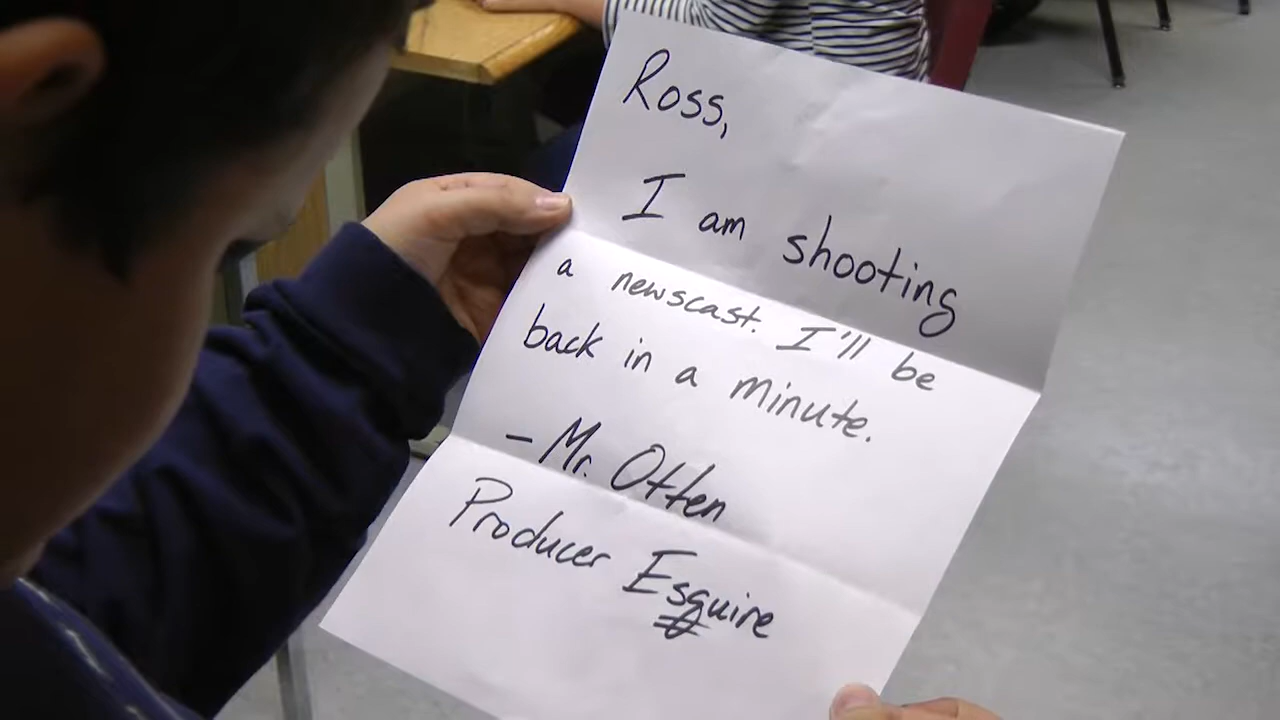 Ross,
I am shooting
a newscast. I'll be
back in a minute.
- Mr. Otten
Producer Esquire